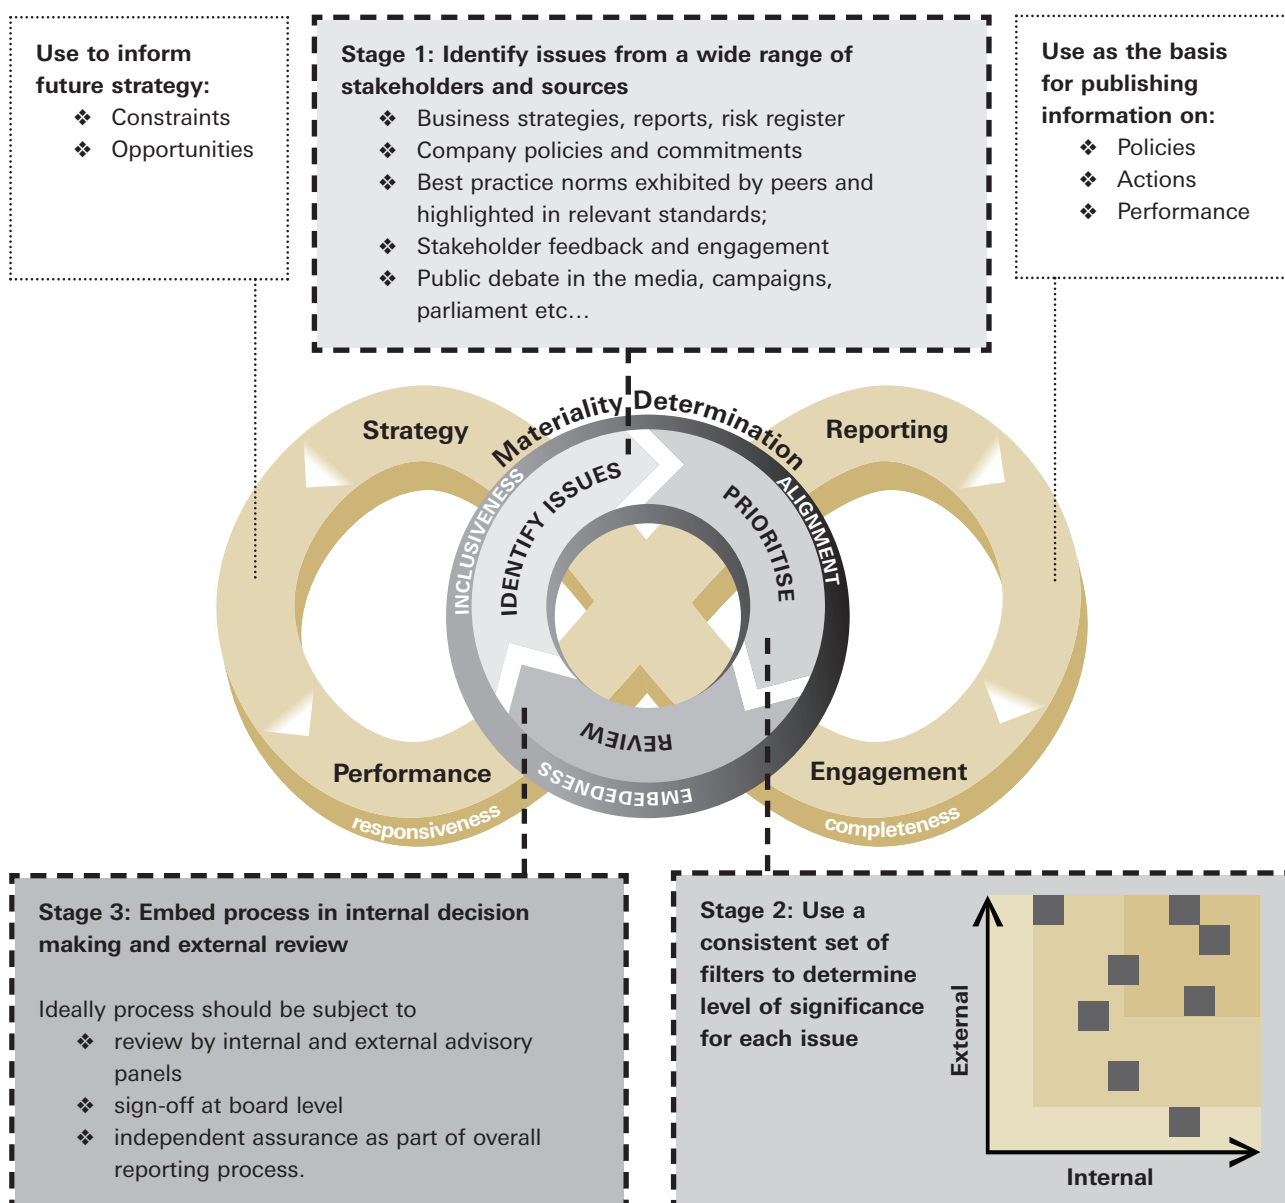 Use to inform
future strategy:
❖ Constraints
❖ Opportunities
Stage 1: Identify issues from a wide range of
stakeholders and sources
❖ Business strategies, reports, risk register
❖ Company policies and commitments
❖ Best practice norms exhibited by peers and
highlighted in relevant standards;
❖ Stakeholder feedback and engagement
❖ Public debate in the media, campaigns,
parliament etc…
Use as the basis
for publishing
information on:
❖ Policies
❖ Actions
❖ Performance
Materiality Determination
Strategy
Reporting
INCLUSIVENESS
IDENTIFY ISSUES
PRIORITISE
ALIGNMENT
REVIEW
EMBEDEDNESS
Performance
responsiveness
Engagement
completeness
Stage 3: Embed process in internal decision
making and external review
Ideally process should be subject to
❖ review by internal and external advisory
panels
❖ sign-off at board level
❖ independent assurance as part of overall
reporting process.
Stage 2: Use a
consistent set of
filters to determine
level of significance
for each issue
External
Internal